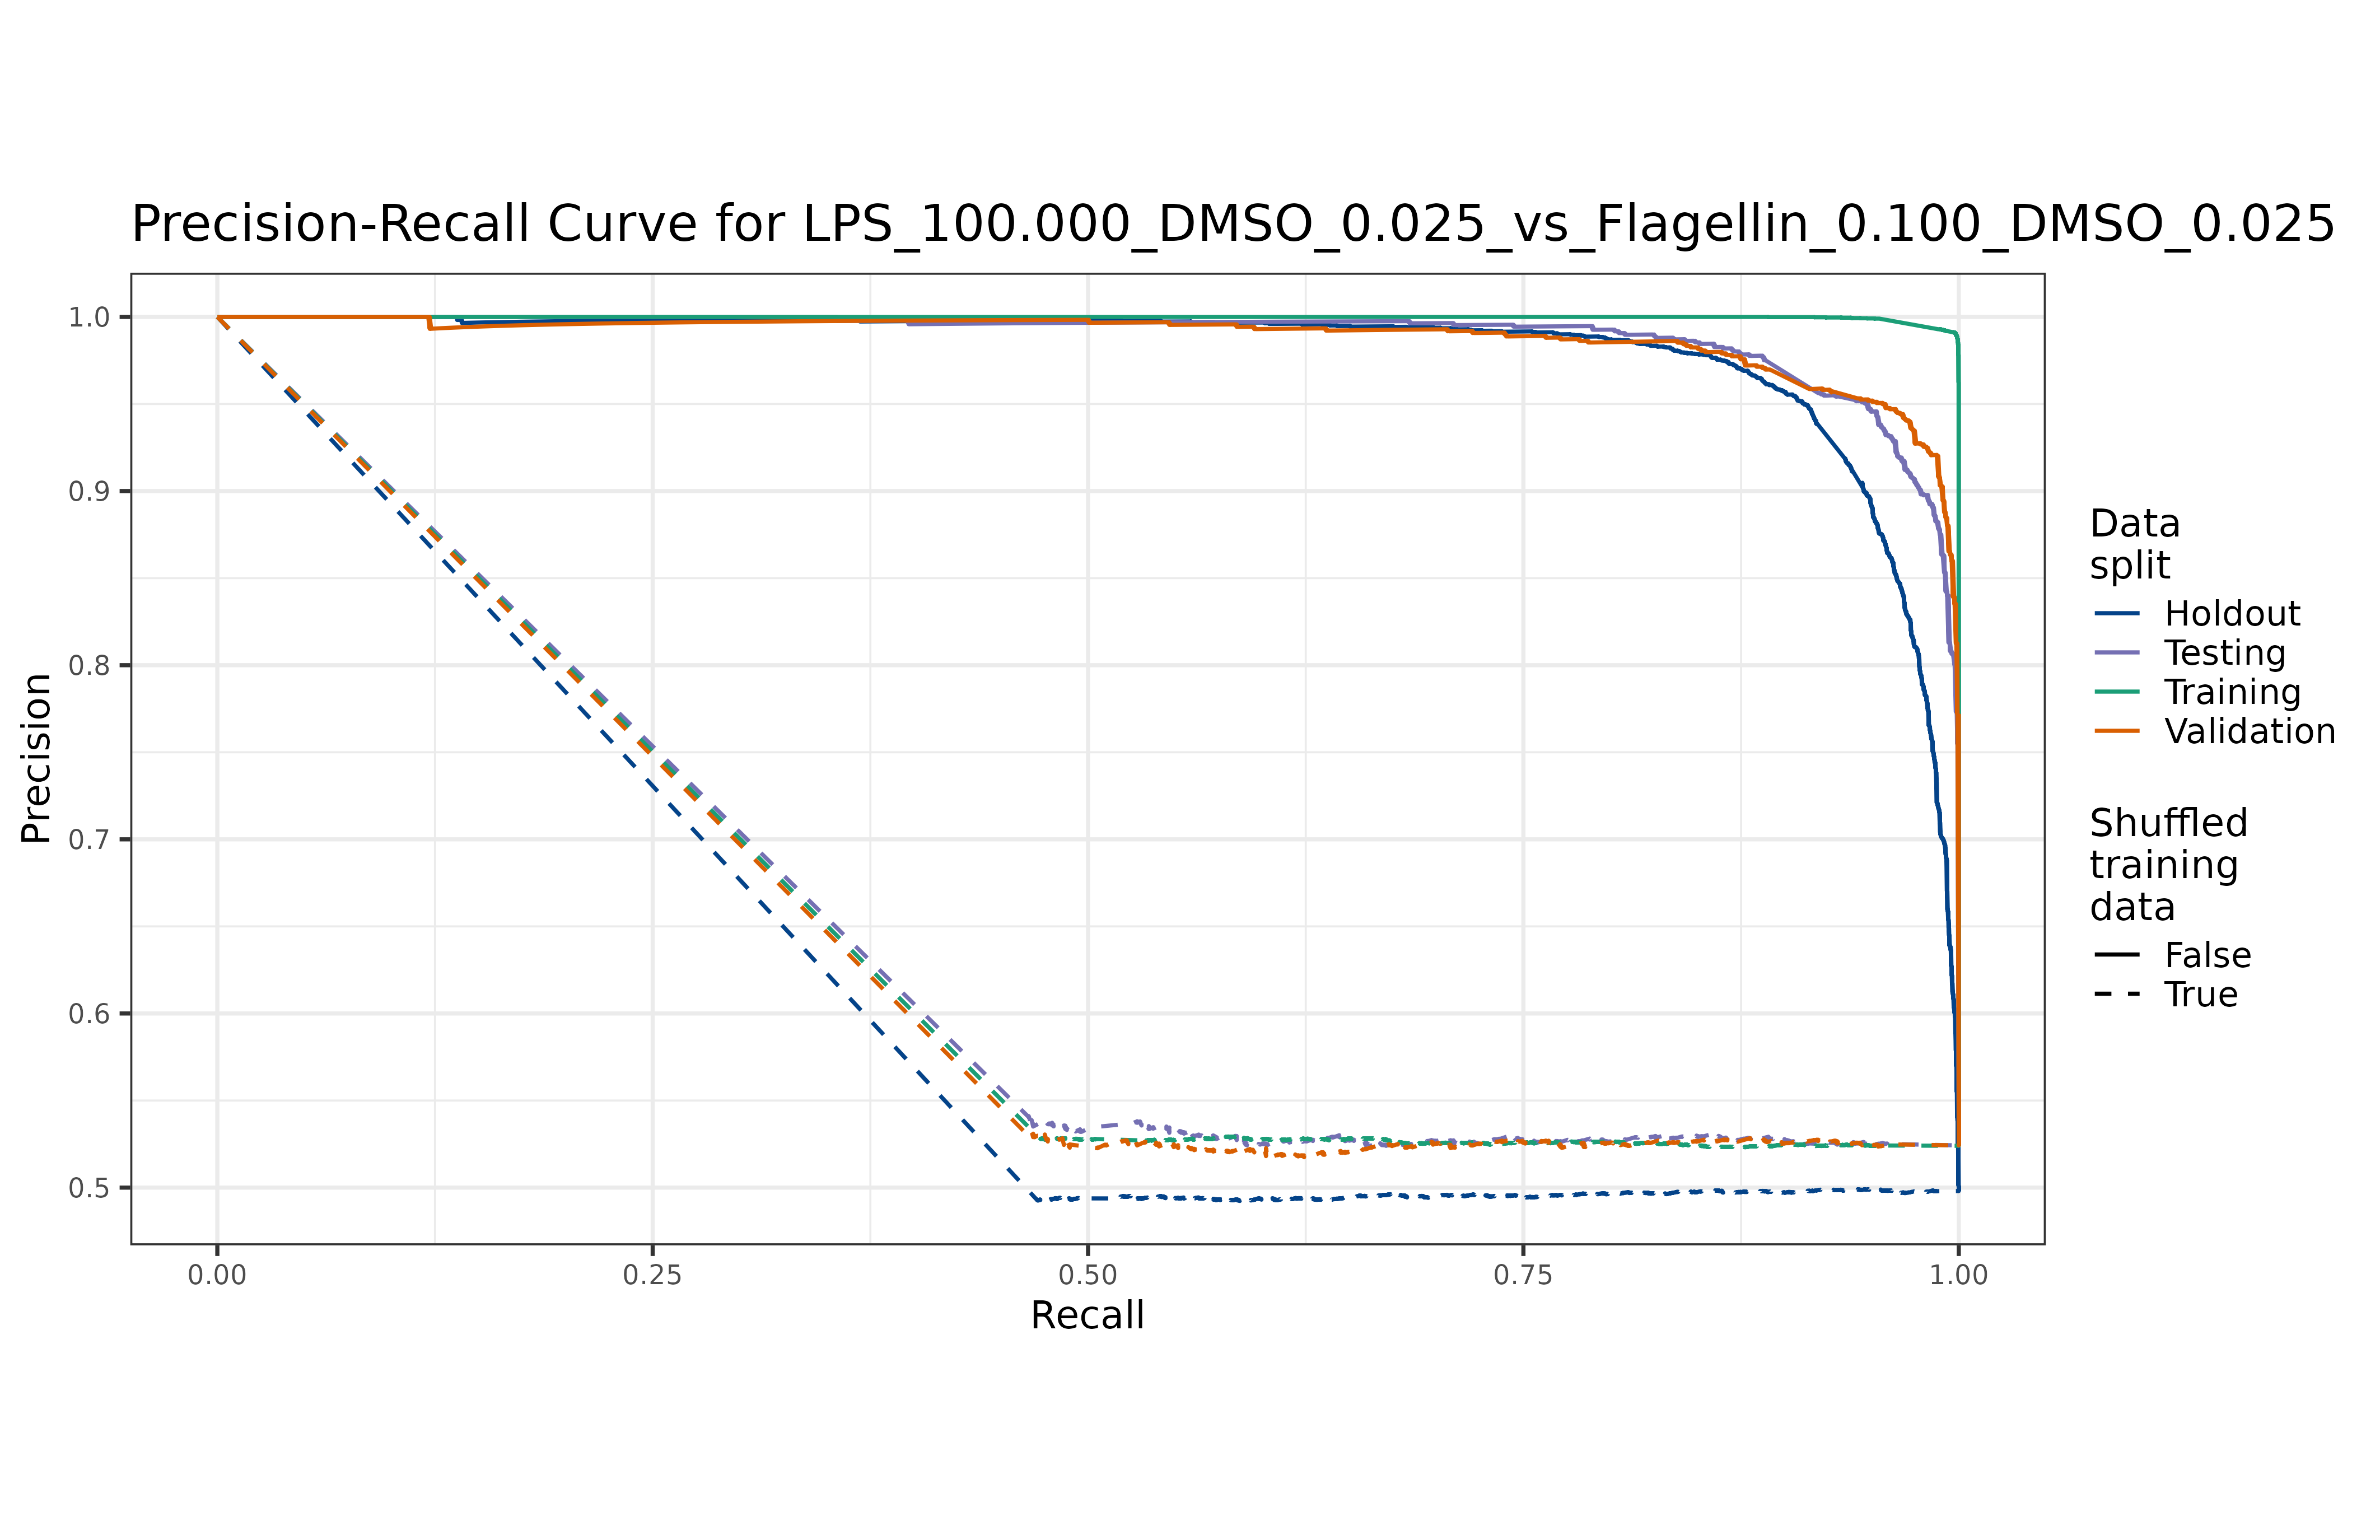 Precision-Recall Curve for LPS_100.000_DMSO_0.025_vs_Flagellin_0.100_DMSO_0.025
Precision
1.0
0.9
0.8
0.7
0.6
0.5
0.00
0.25
0.50
0.75
1.00
Recall
Data
split
Holdout
Testing
Training
Validation
Shuffled
training
data
False
True